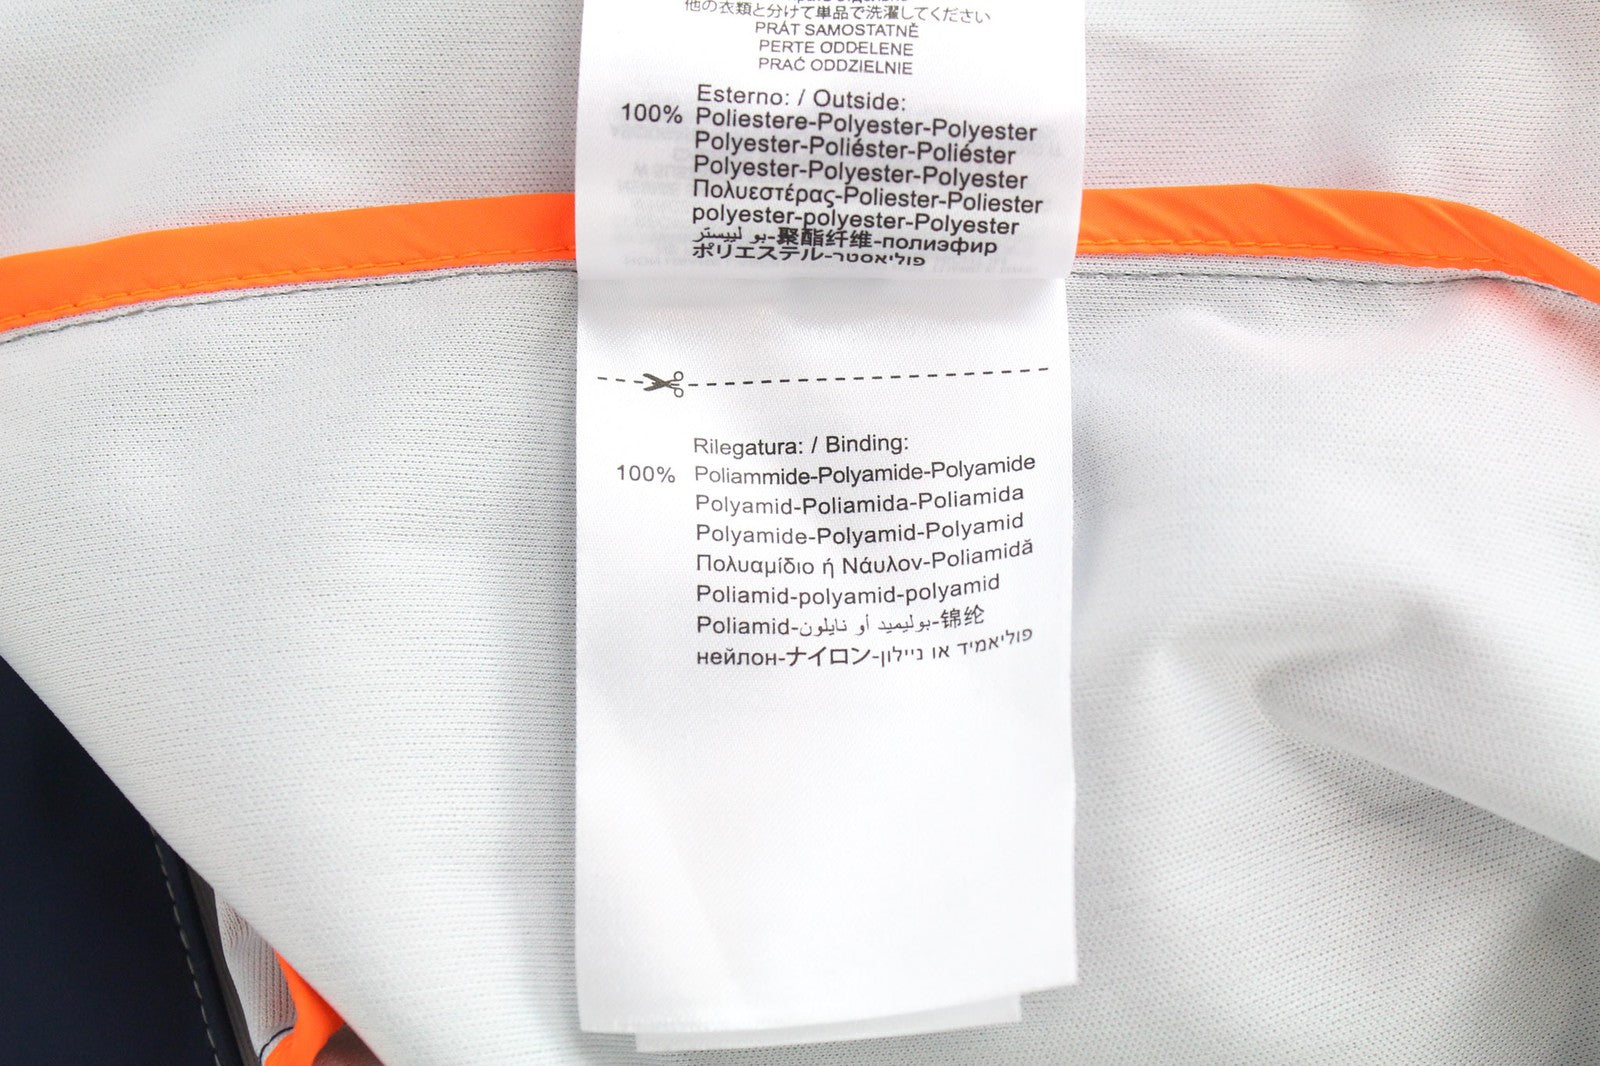 他の衣類と分けて単品で洗濯してください
PRÁT SAMOSTATNĚ
PERTE ODDELENE
PRAĆ ODDZIELNIE
Esterno: / Outside:
100% Poliestere-Polyester-Polyester
Polyester-Poliéster-Poliéster
Polyester-Polyester-Polyester
Πολυεστέρας-Poliester-Poliester
polyester-polyester-Polyester
بو لييستر-聚酯纤维-полиэфир
ポリエステル-פוליאסטר
Rilegatura: / Binding:
100% Poliammide-Polyamide-Polyamide
Polyamid-Poliamida-Poliamida
Polyamide-Polyamid-Polyamid
Πολυαμίδιο ή Νάυλον-Poliamidă
Poliamid-polyamid-polyamid
Poliamid-بوليميد أو نايلون-锦纶
нейлон-ナイロン-פוליאמיד או ניילון